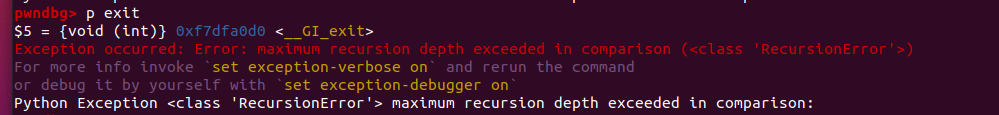 pwndbg> p exit
$5 = {void (int)} 0xf7dfa0d0 <__GI_exit>
Exception occurred: Error: maximum recursion depth exceeded in comparison (<class 'RecursionError'>)
For more info invoke `set exception-verbose on` and rerun the command
or debug it by yourself with `set exception-debugger on`
Python Exception <class 'RecursionError'> maximum recursion depth exceeded in comparison: